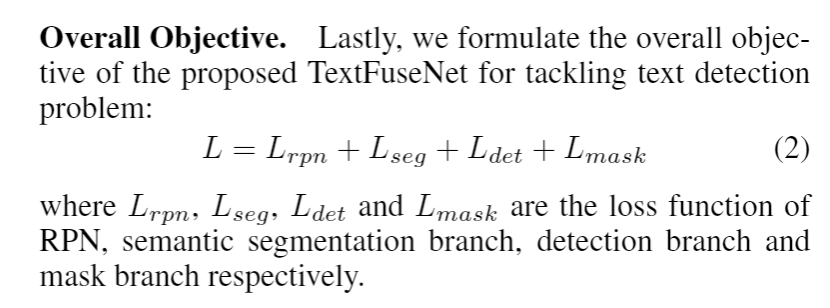 Overall Objective. Lastly, we formulate the overall objec-
tive of the proposed TextFuseNet for tackling text detection
problem:
L = L_{rpn} + L_{seg} + L_{det} + L_{mask} (2)
where L_{rpn}, L_{seg}, L_{det} and L_{mask} are the loss function of
RPN, semantic segmentation branch, detection branch and
mask branch respectively.